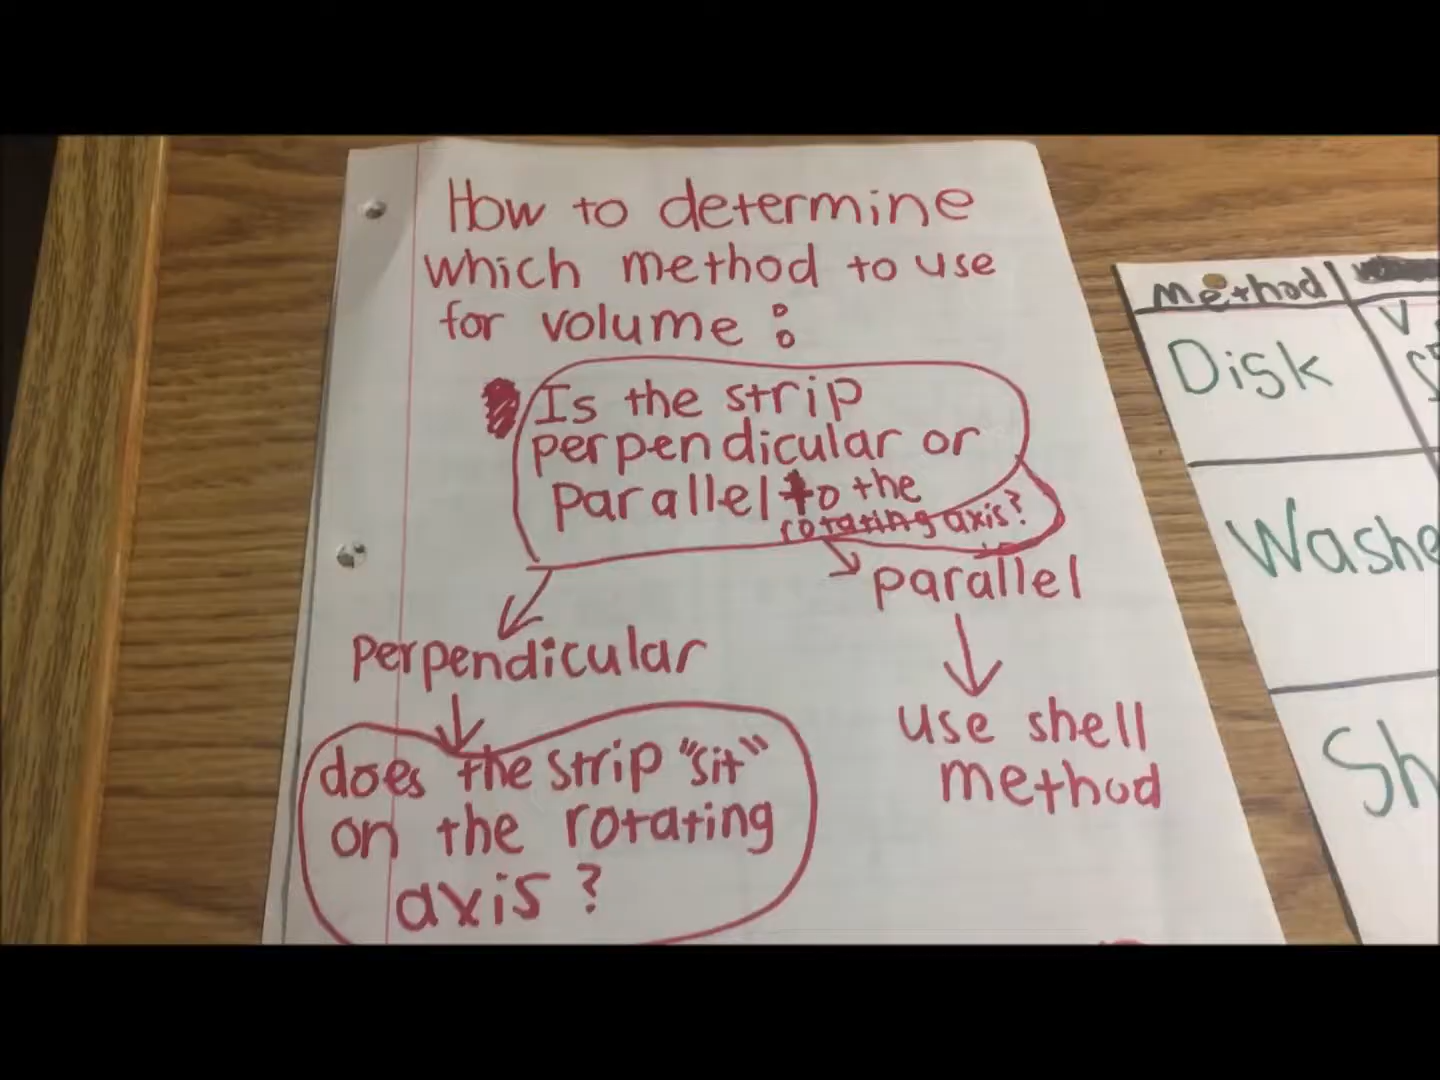 How to determine
which method to use
for volume:
Is the strip
perpendicular or
parallel to the
rotating axis?
parallel
perpendicular
use shell
method
does the strip "sit"
on the rotating
axis?
method
Disk
V
Washe
Sh